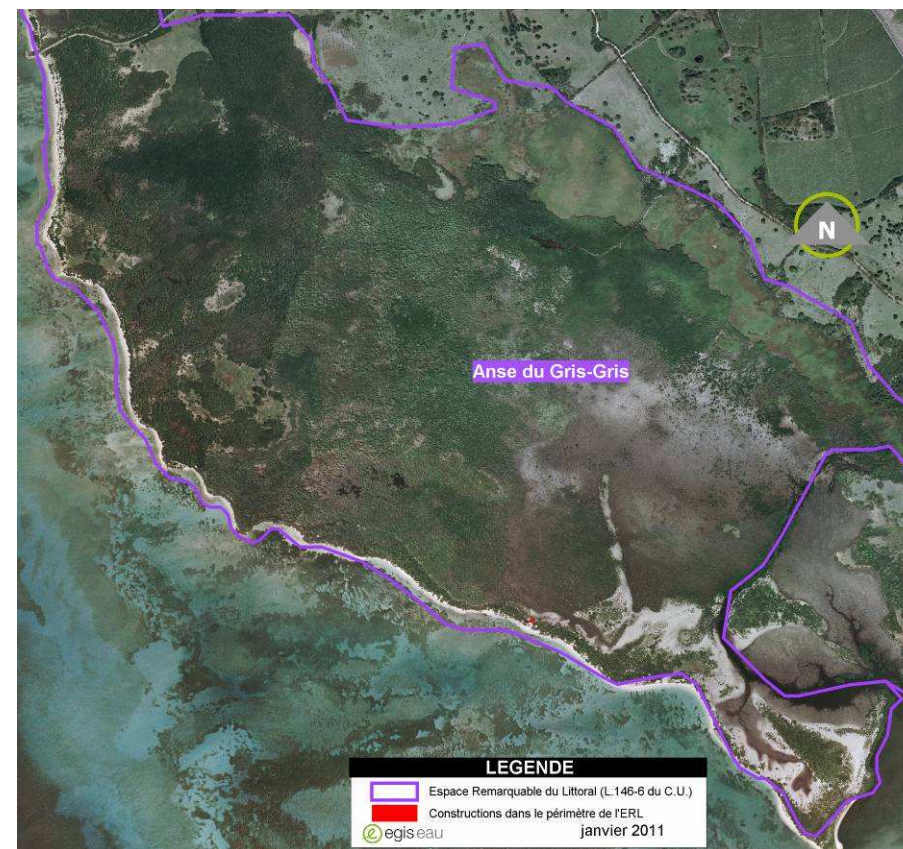 N
Anse du Gris-Gris
LEGENDE
Espace Remarquable du Littoral (L.146-6 du C.U.)
Constructions dans le périmètre de l'ERL
egis eau janvier 2011